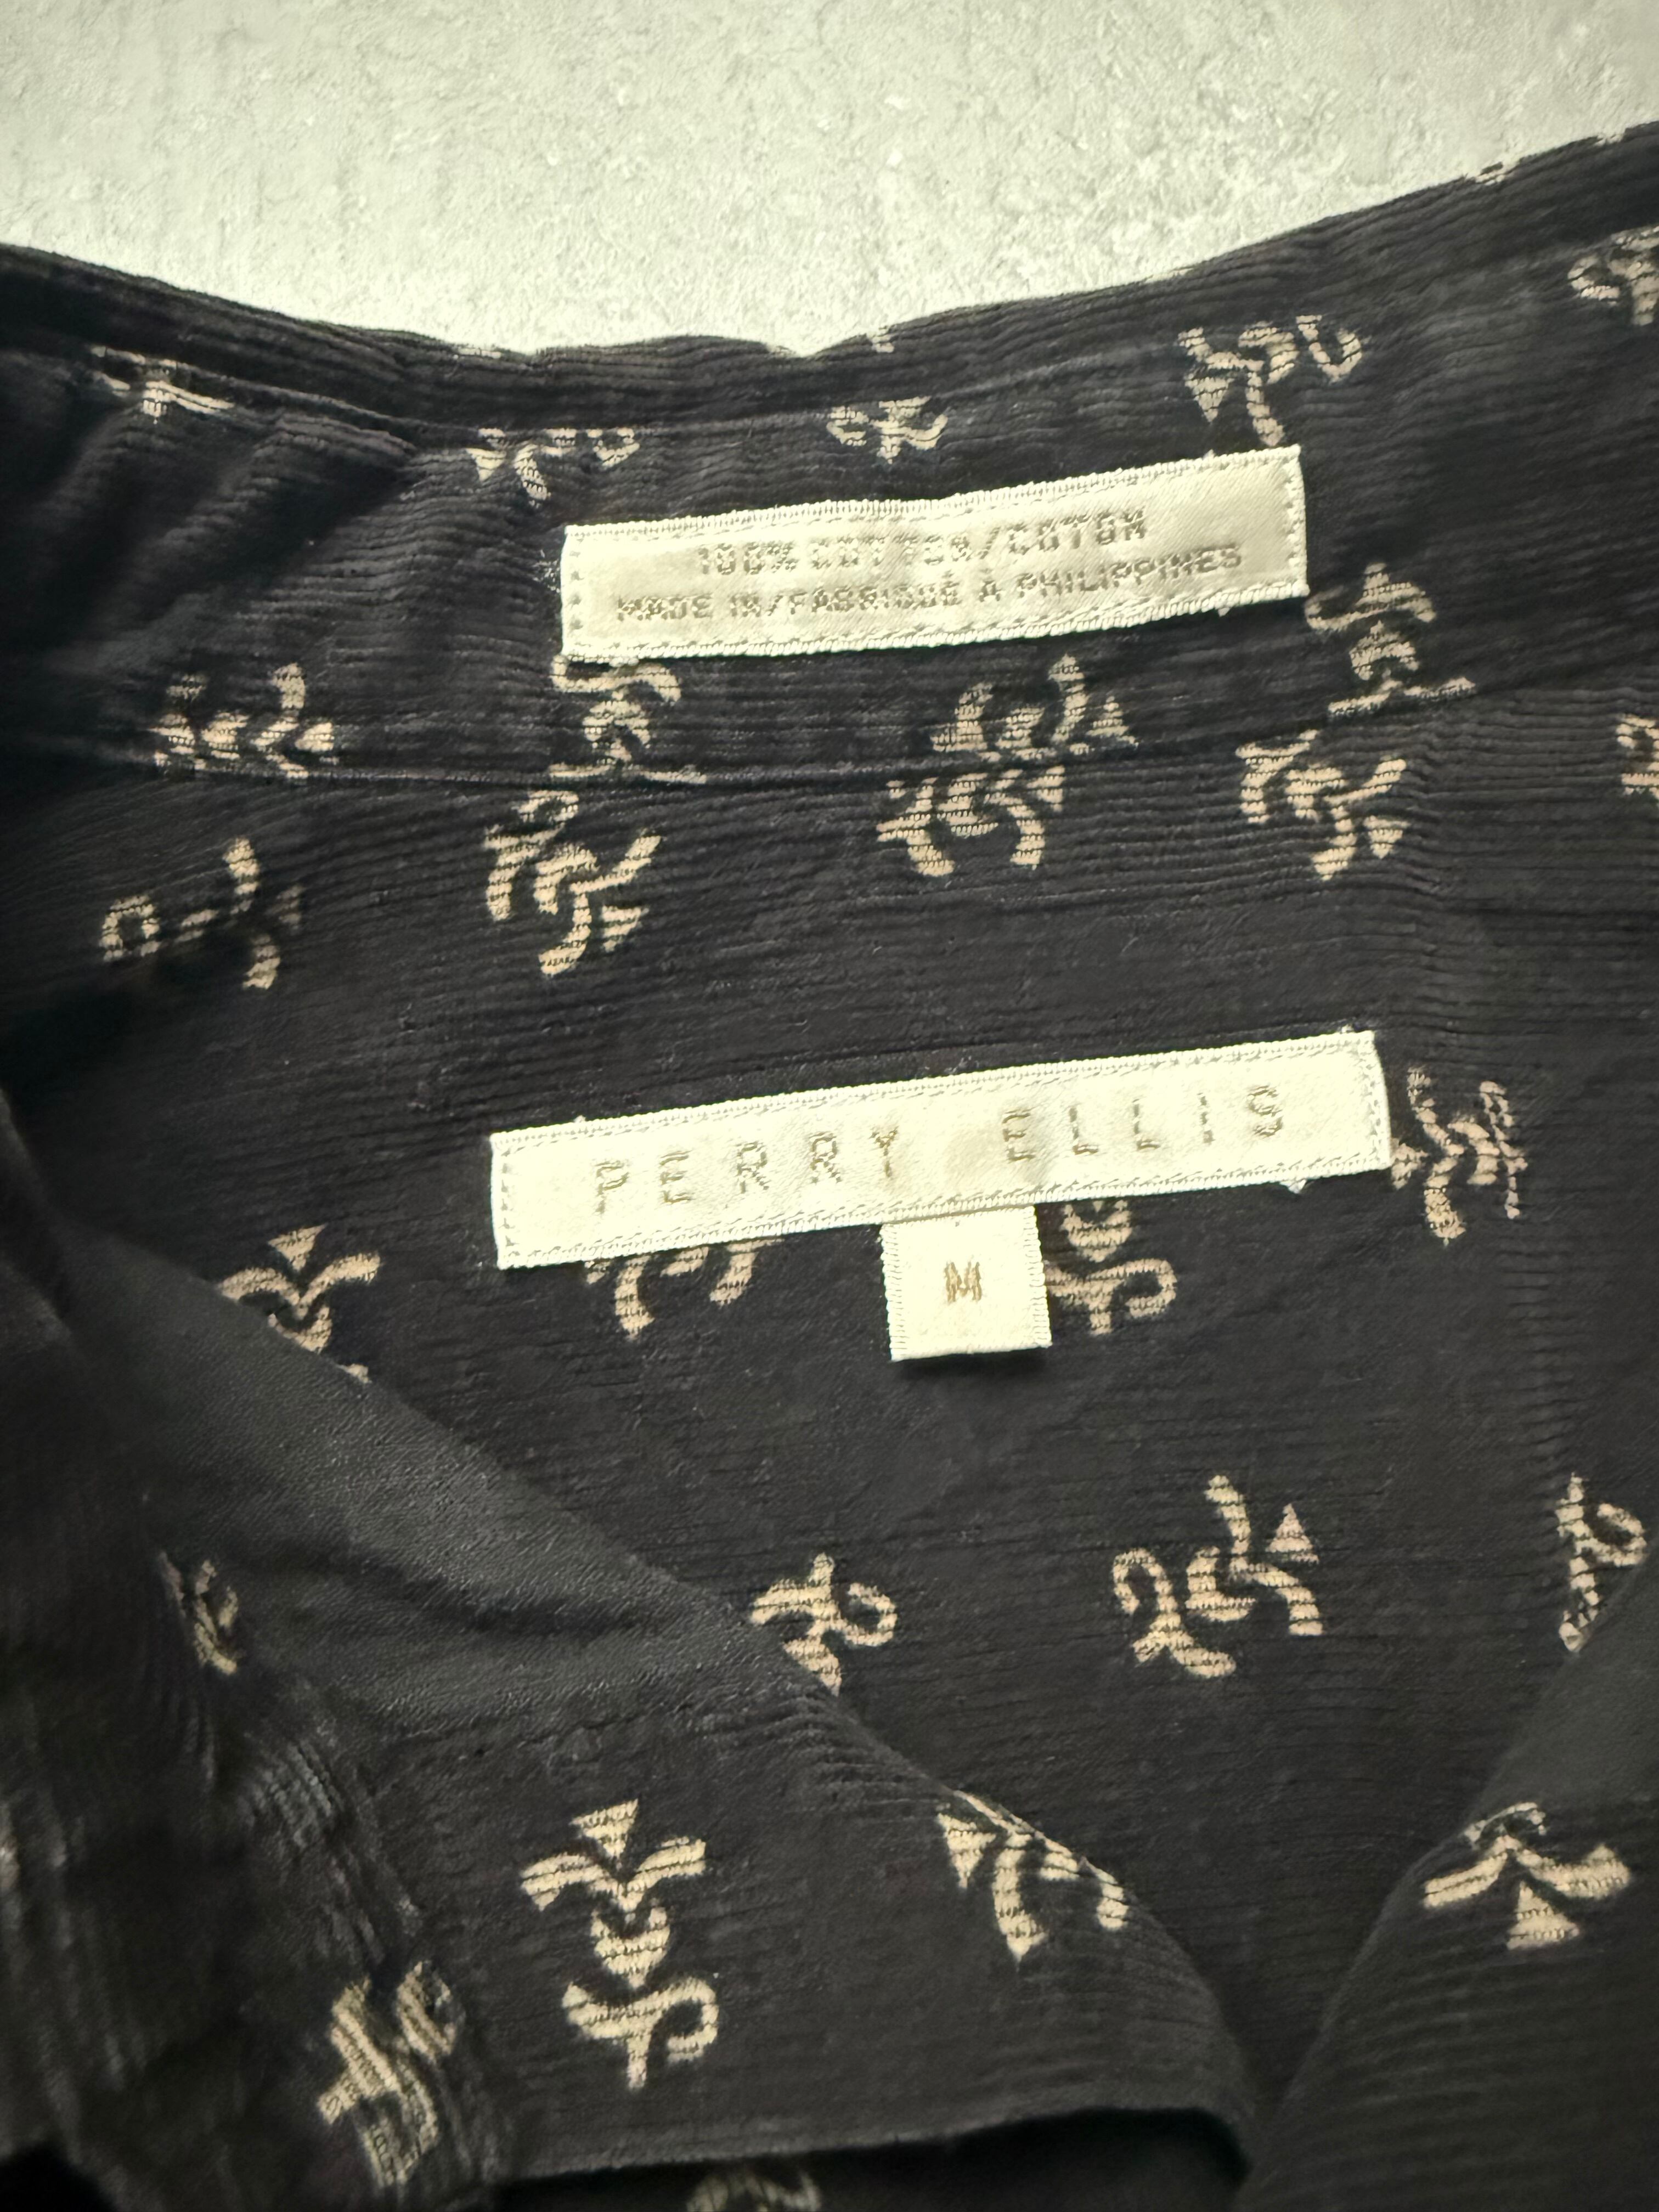 100% COTTON/COTON
MADE IN/FABRIQUÉ À PHILIPPINES
PERRY ELLIS
M